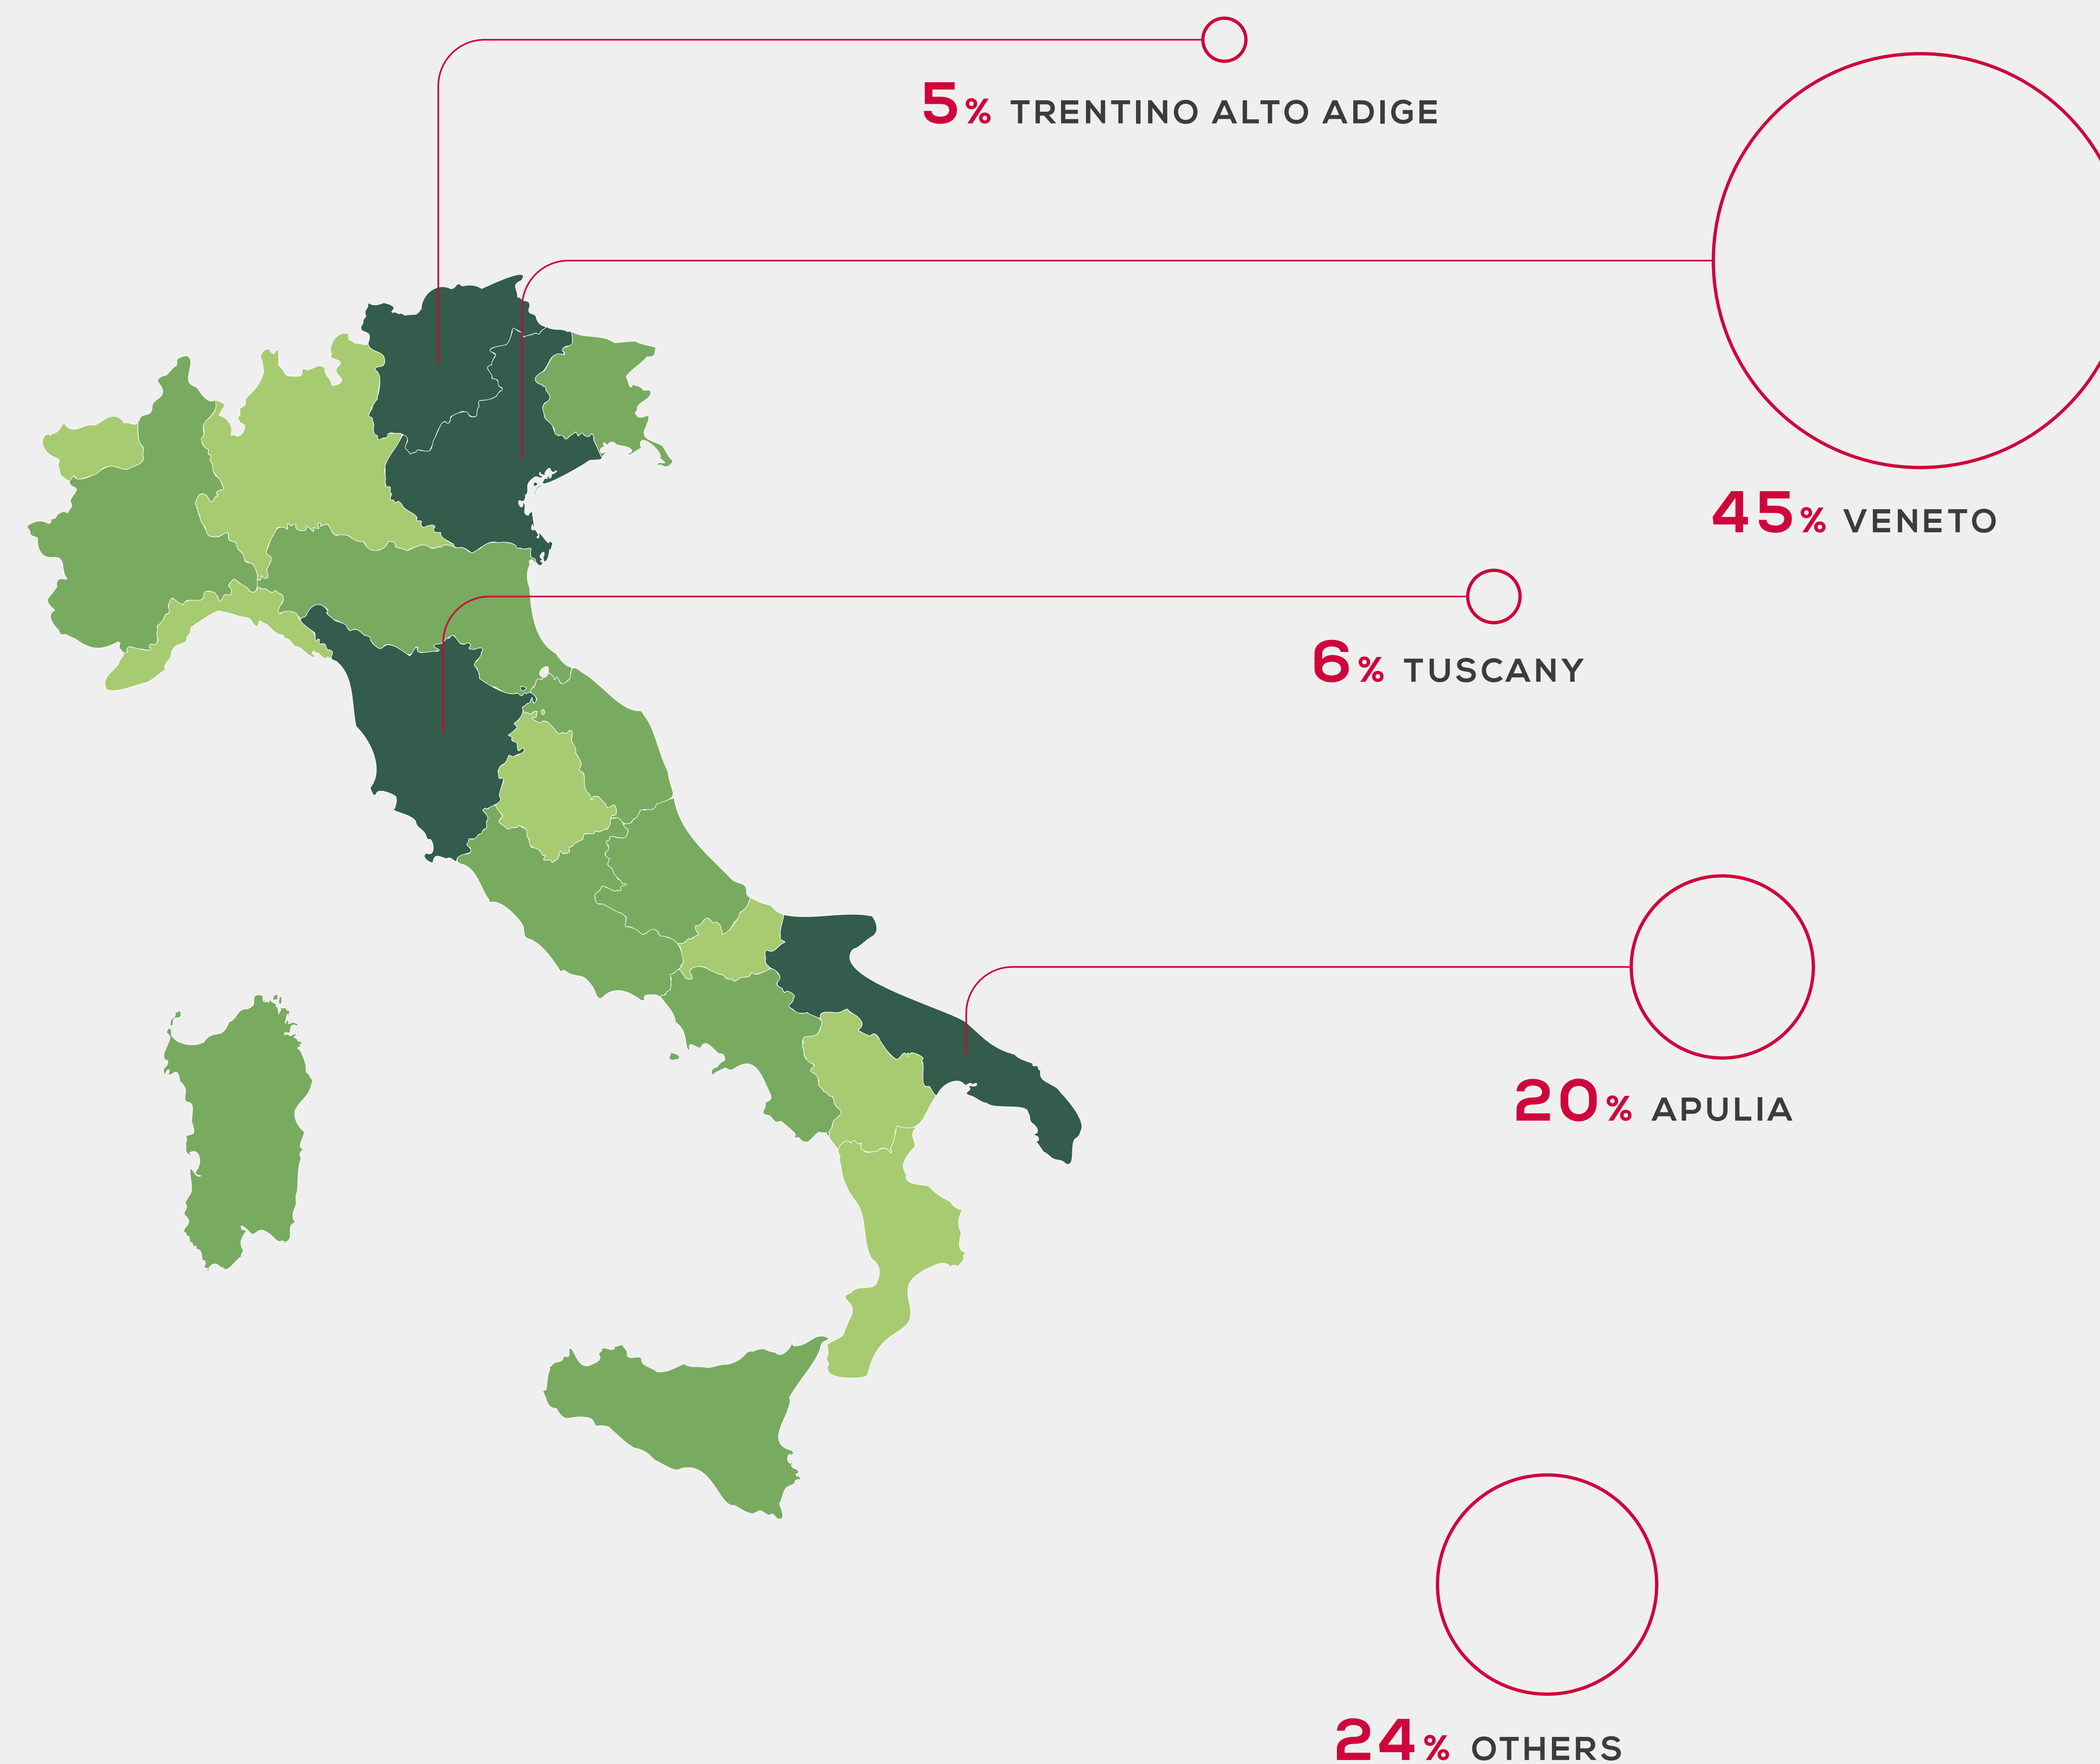 5% TRENTINO ALTO ADIGE
45% VENETO
6% TUSCANY
20% APULIA
24% OTHERS